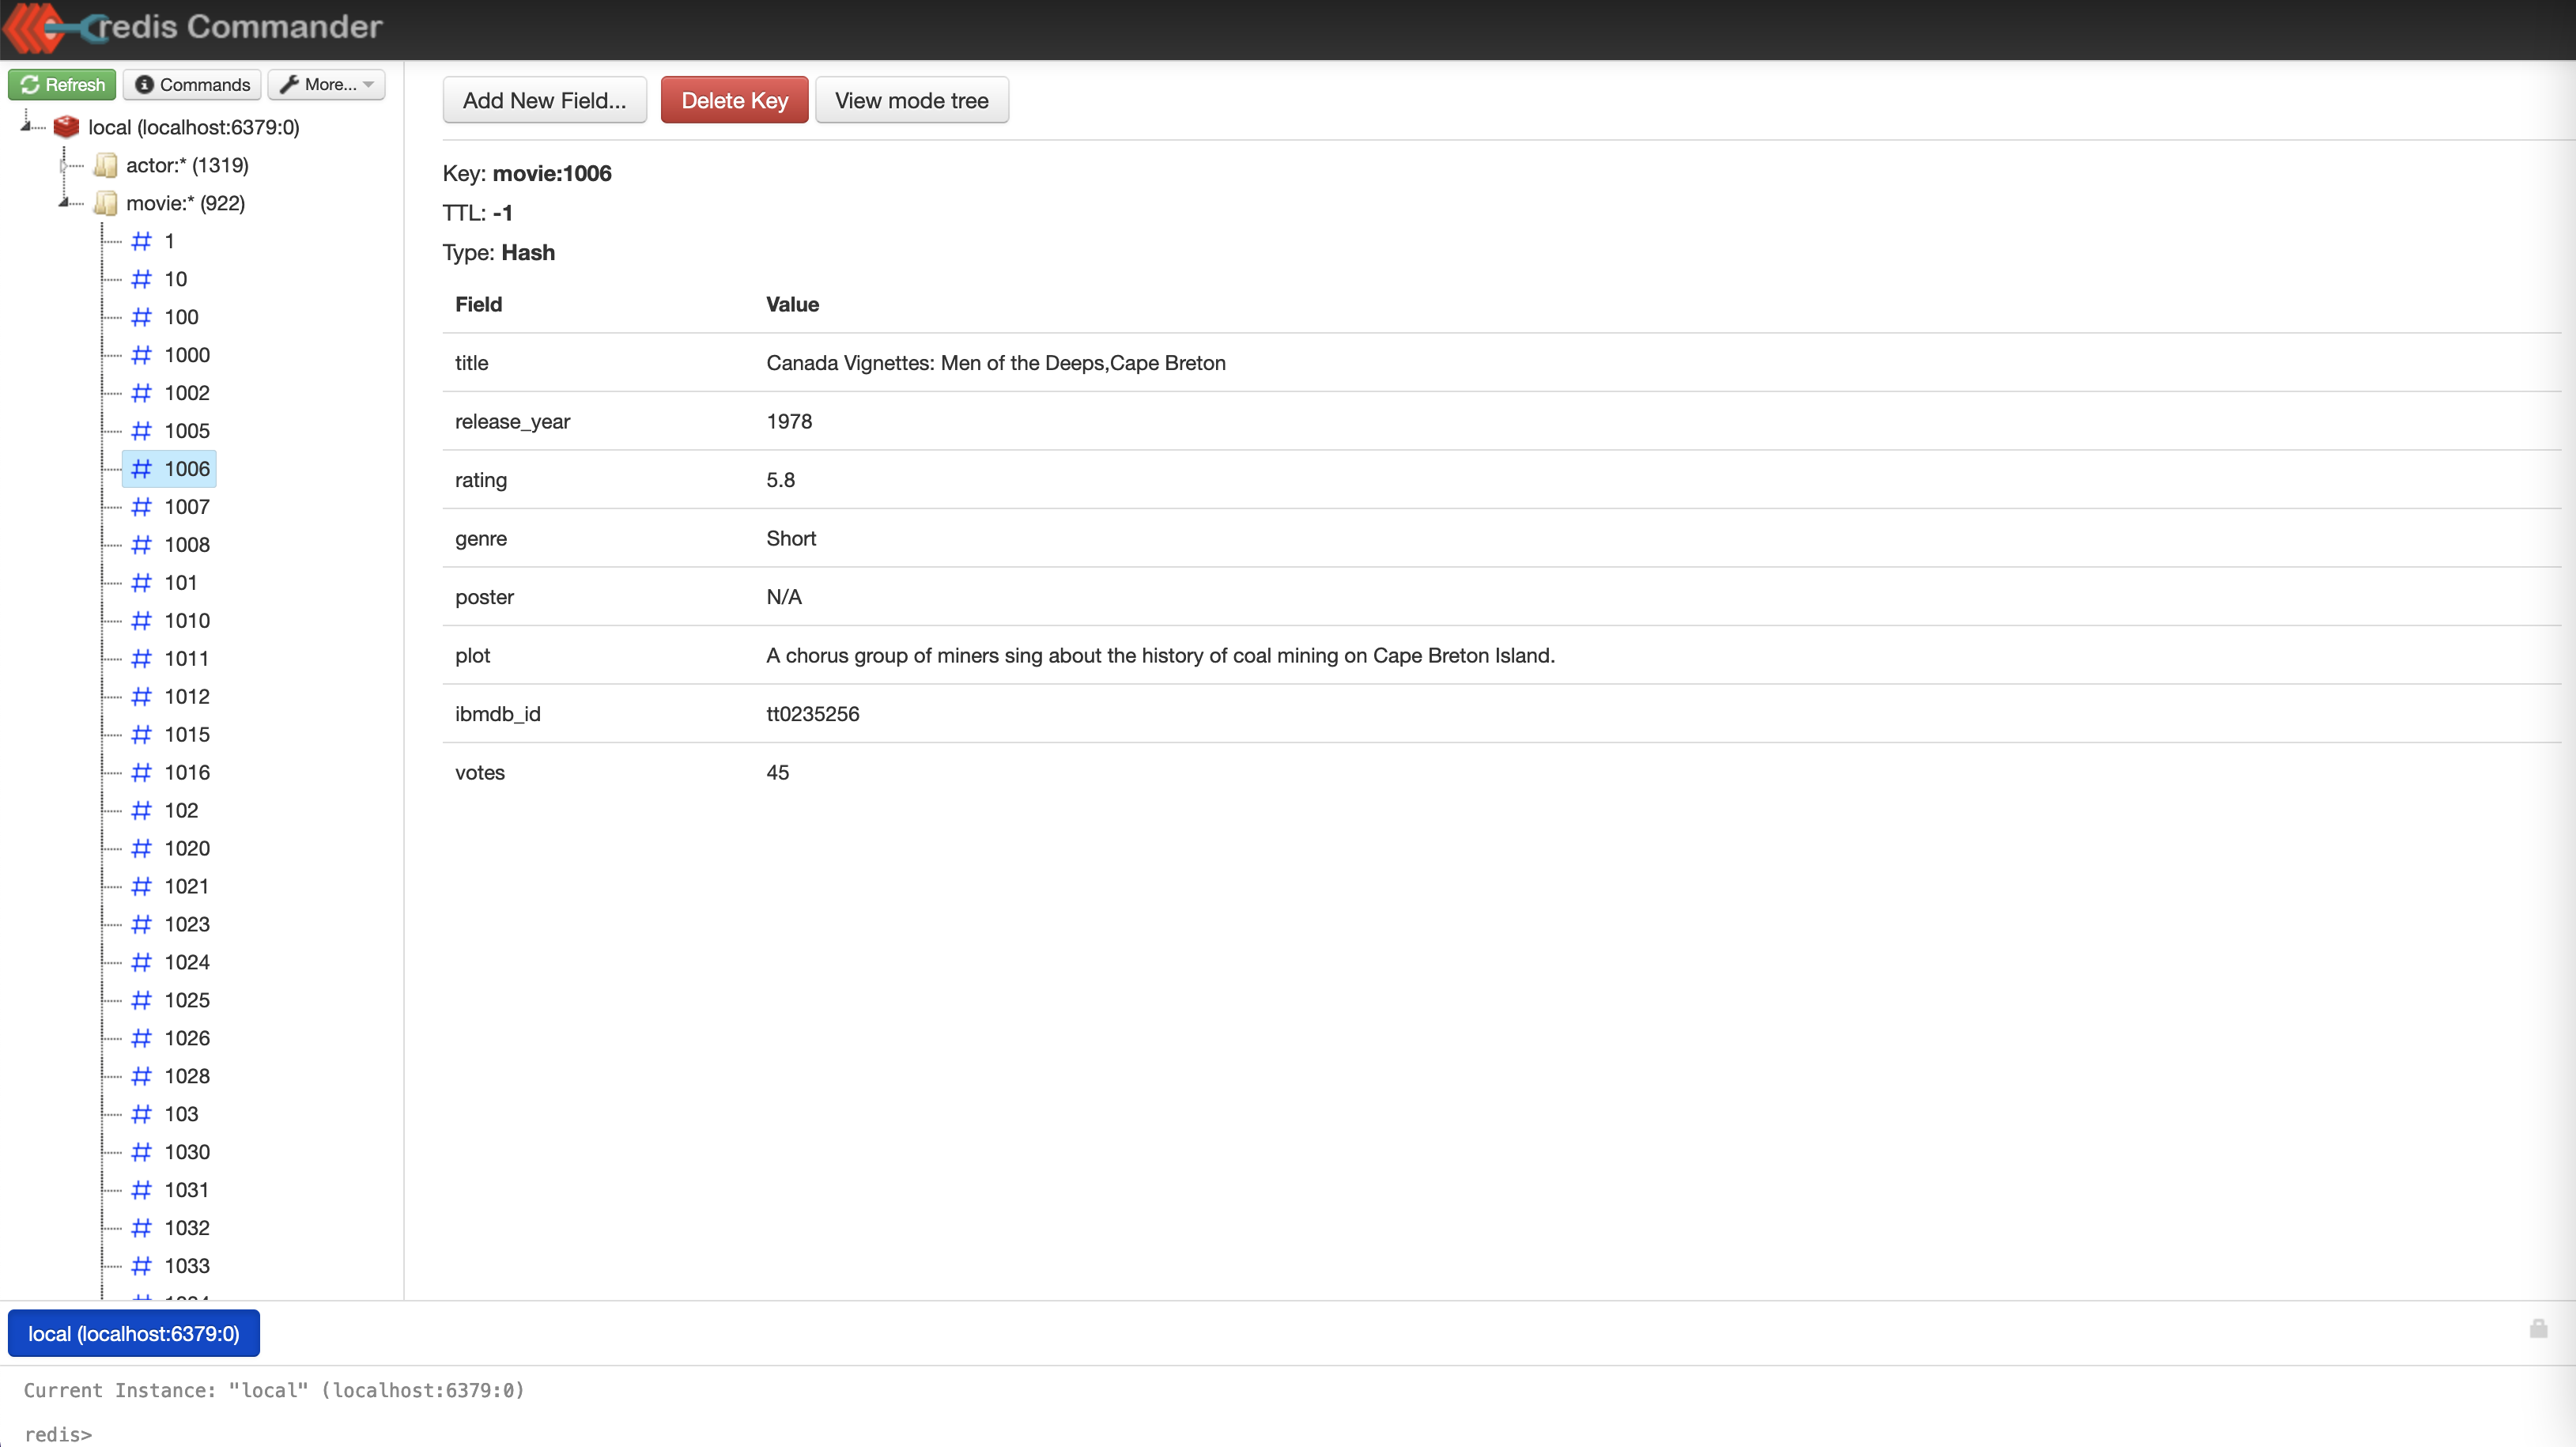 redis Commander
Refresh Commands More...
local (localhost:6379:0)
actor:* (1319)
movie:* (922)
1
10
100
1000
1002
1005
1006
1007
1008
101
1010
1011
1012
1015
1016
102
1020
1021
1023
1024
1025
1026
1028
103
1030
1031
1032
1033
Add New Field... Delete Key View mode tree
Key: movie:1006
TTL: -1
Type: Hash
Field Value
title Canada Vignettes: Men of the Deeps,Cape Breton
release_year 1978
rating 5.8
genre Short
poster N/A
plot A chorus group of miners sing about the history of coal mining on Cape Breton Island.
ibmdb_id tt0235256
votes 45
local (localhost:6379:0)
Current Instance: "local" (localhost:6379:0)
redis>